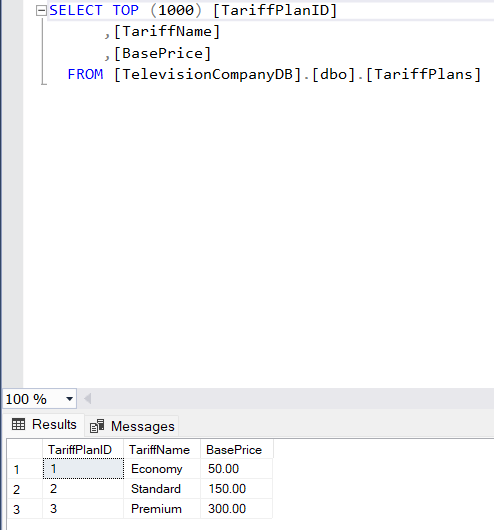 SELECT TOP (1000) [TariffPlanID]
,[TariffName]
,[BasePrice]
FROM [TelevisionCompanyDB].[dbo].[TariffPlans]
100 %
Results Messages
TariffPlanID TariffName BasePrice
1 1 Economy 50.00
2 2 Standard 150.00
3 3 Premium 300.00